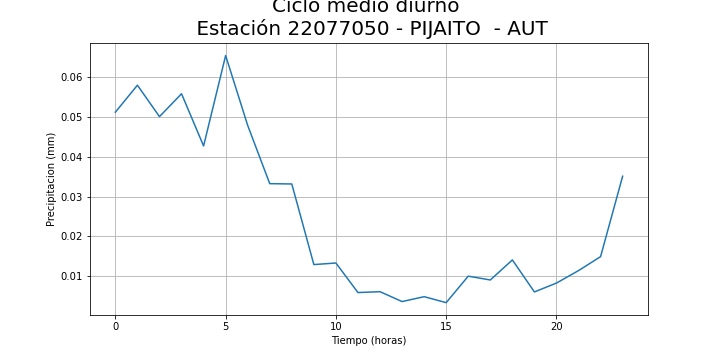 Ciclo medio diurno
Estación 22077050 - PIJAITO  - AUT
0.06
0.05
0.04
0.03
0.02
0.01
Precipitacion (mm)
0 5 10 15 20
Tiempo (horas)